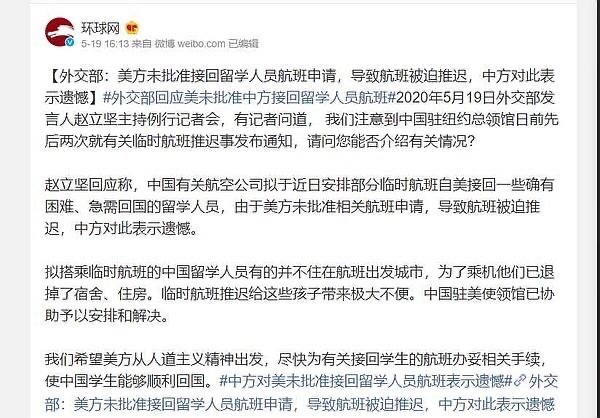 环球网
5-19 16:13 来自 微博 weibo.com 已编辑
【外交部：美方未批准接回留学人员航班申请，导致航班被迫推迟，中方对此表
示遗憾】#外交部回应美未批准中方接回留学人员航班#2020年5月19日外交部发
言人赵立坚主持例行记者会，有记者问道， 我们注意到中国驻纽约总领馆日前先
后两次就有关临时航班推迟事发布通知，请问您能否介绍有关情况？
赵立坚回应称，中国有关航空公司拟于近日安排部分临时航班自美接回一些确有
困难、急需回国的留学人员，由于美方未批准相关航班申请，导致航班被迫推
迟，中方对此表示遗憾。
拟搭乘临时航班的中国留学人员有的并不住在航班出发城市，为了乘机他们已退
掉了宿舍、住房。临时航班推迟给这些孩子带来极大不便。中国驻美使领馆已协
助予以安排和解决。
我们希望美方从人道主义精神出发，尽快为有关接回学生的航班办妥相关手续，
使中国学生能够顺利回国。#中方对美未批准接回留学人员航班表示遗憾#外交
部：美方未批准接回留学人员航班申请，导致航班被迫推迟，中方对此表示遗憾